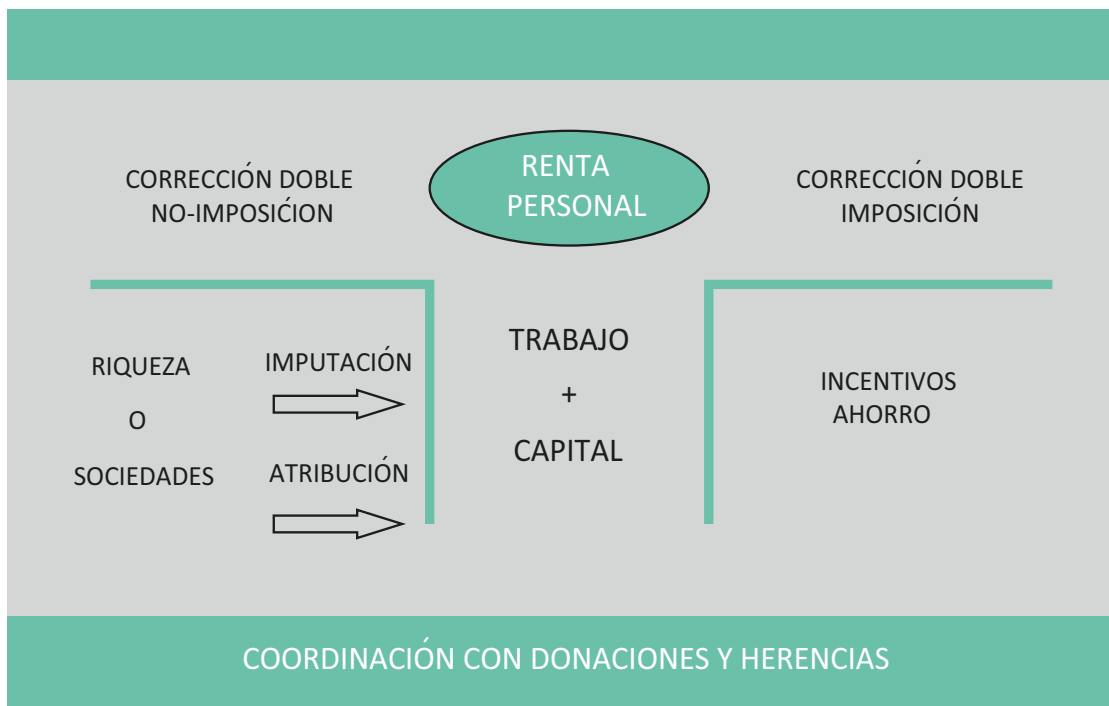 CORRECCIÓN DOBLE
NO-IMPOSIĆION
RENTA
PERSONAL
CORRECCIÓN DOBLE
IMPOSICIÓN
RIQUEZA
O
SOCIEDADES
IMPUTACIÓN
ATRIBUCIÓN
TRABAJO
+
CAPITAL
INCENTIVOS
AHORRO
COORDINACIÓN CON DONACIONES Y HERENCIAS